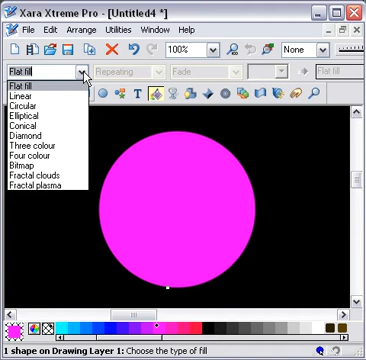 Xara Xtreme Pro - [Untitled4 *]
File Edit Arrange Utilities Window Help
100% None
Flat fill Repeating Fade Flat fill
Flat fill
Linear
Circular
Elliptical
Conical
Diamond
Three colour
Four colour
Bitmap
Fractal clouds
Fractal plasma
1 shape on Drawing Layer 1: Choose the type of fill